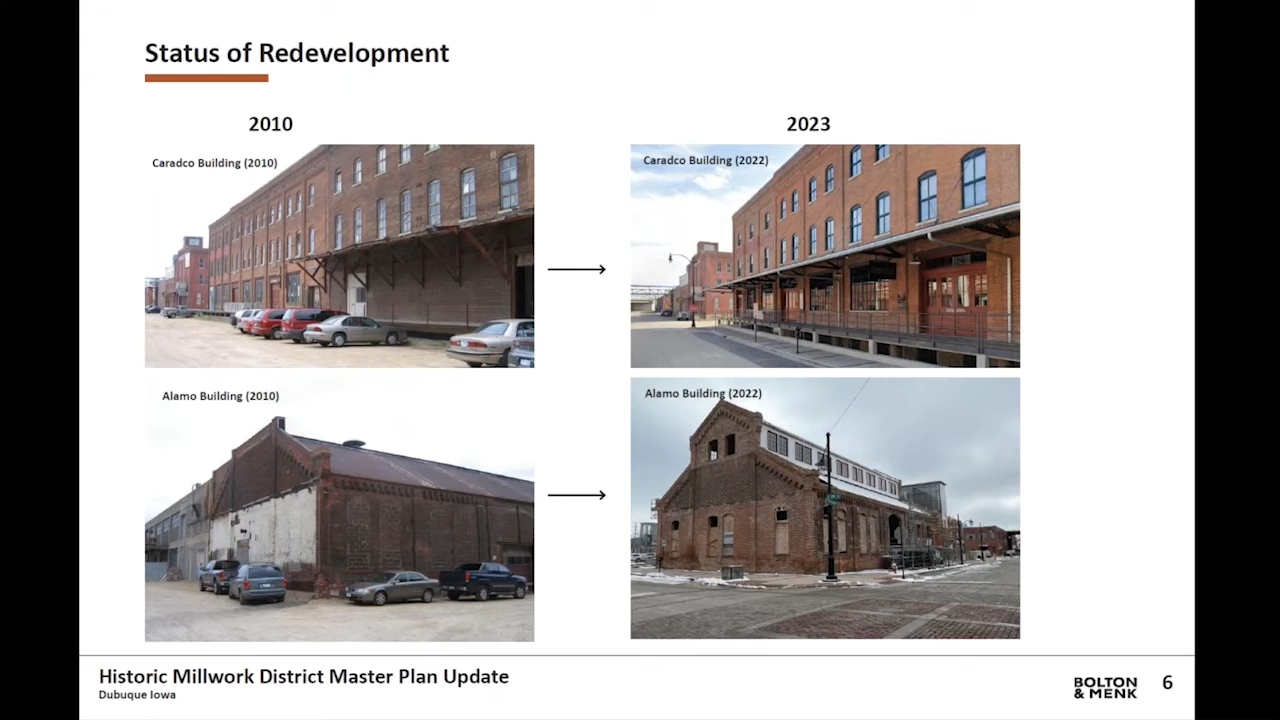 Status of Redevelopment
2010
2023
Caradco Building (2010)
Caradco Building (2022)
Alamo Building (2010)
Alamo Building (2022)
Historic Millwork District Master Plan Update
Dubuque Iowa
BOLTON
& MENK
6